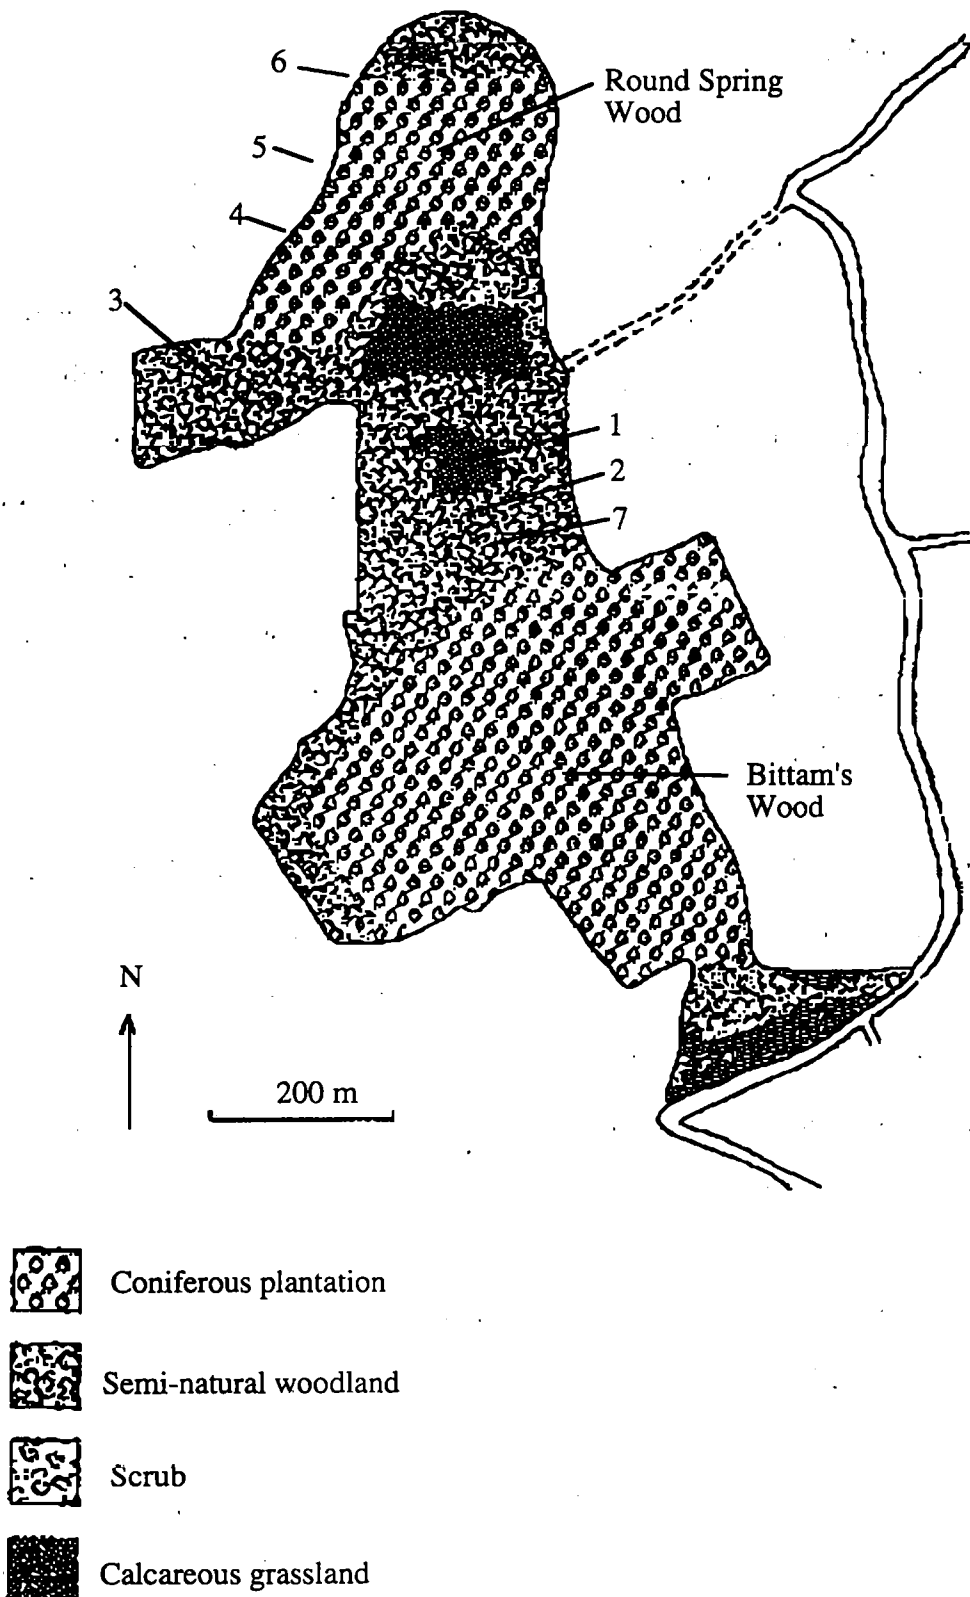 6
Round Spring
Wood
5
4
3
1
2
7
Bittam's
Wood
N
200 m
Coniferous plantation
Semi-natural woodland
Scrub
Calcareous grassland